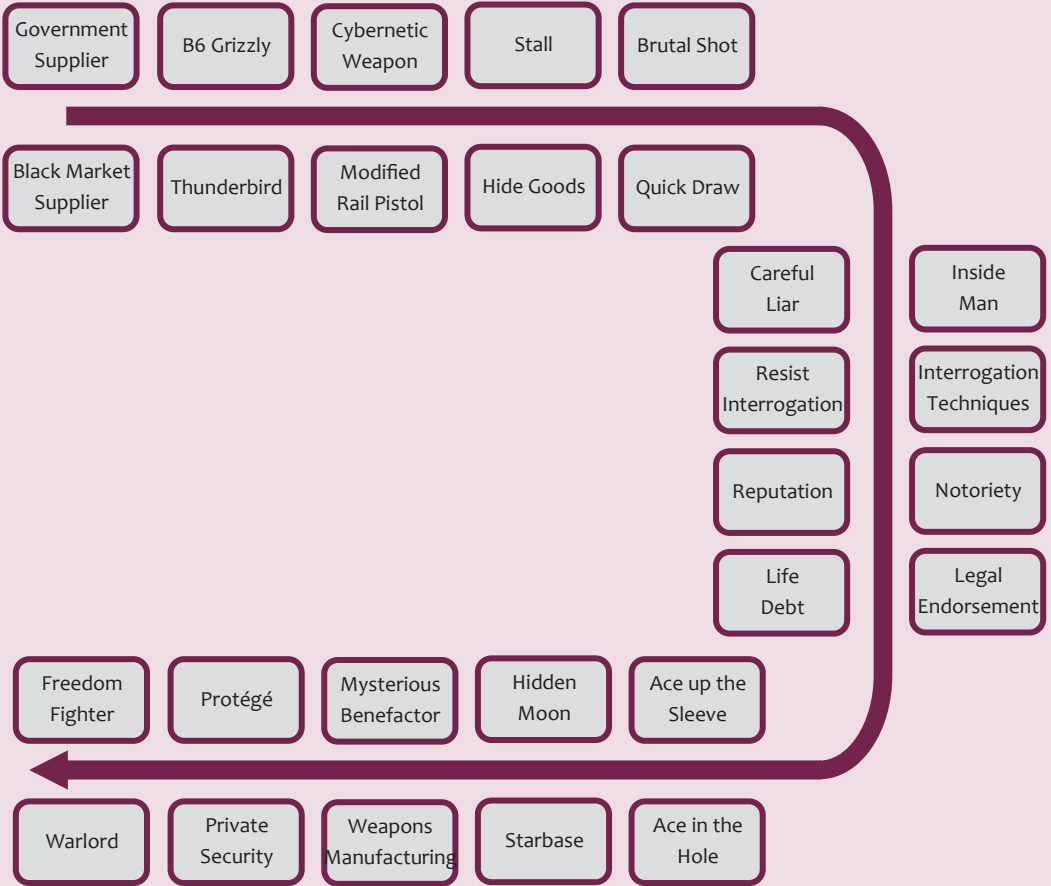 Government
Supplier
B6 Grizzly
Cybernetic
Weapon
Stall
Brutal Shot
Black Market
Supplier
Thunderbird
Modified
Rail Pistol
Hide Goods
Quick Draw
Careful
Liar
Inside
Man
Resist
Interrogation
Interrogation
Techniques
Reputation
Notoriety
Life
Debt
Legal
Endorsement
Freedom
Fighter
Protégé
Mysterious
Benefactor
Hidden
Moon
Ace up the
Sleeve
Warlord
Private
Security
Weapons
Manufacturing
Starbase
Ace in the
Hole